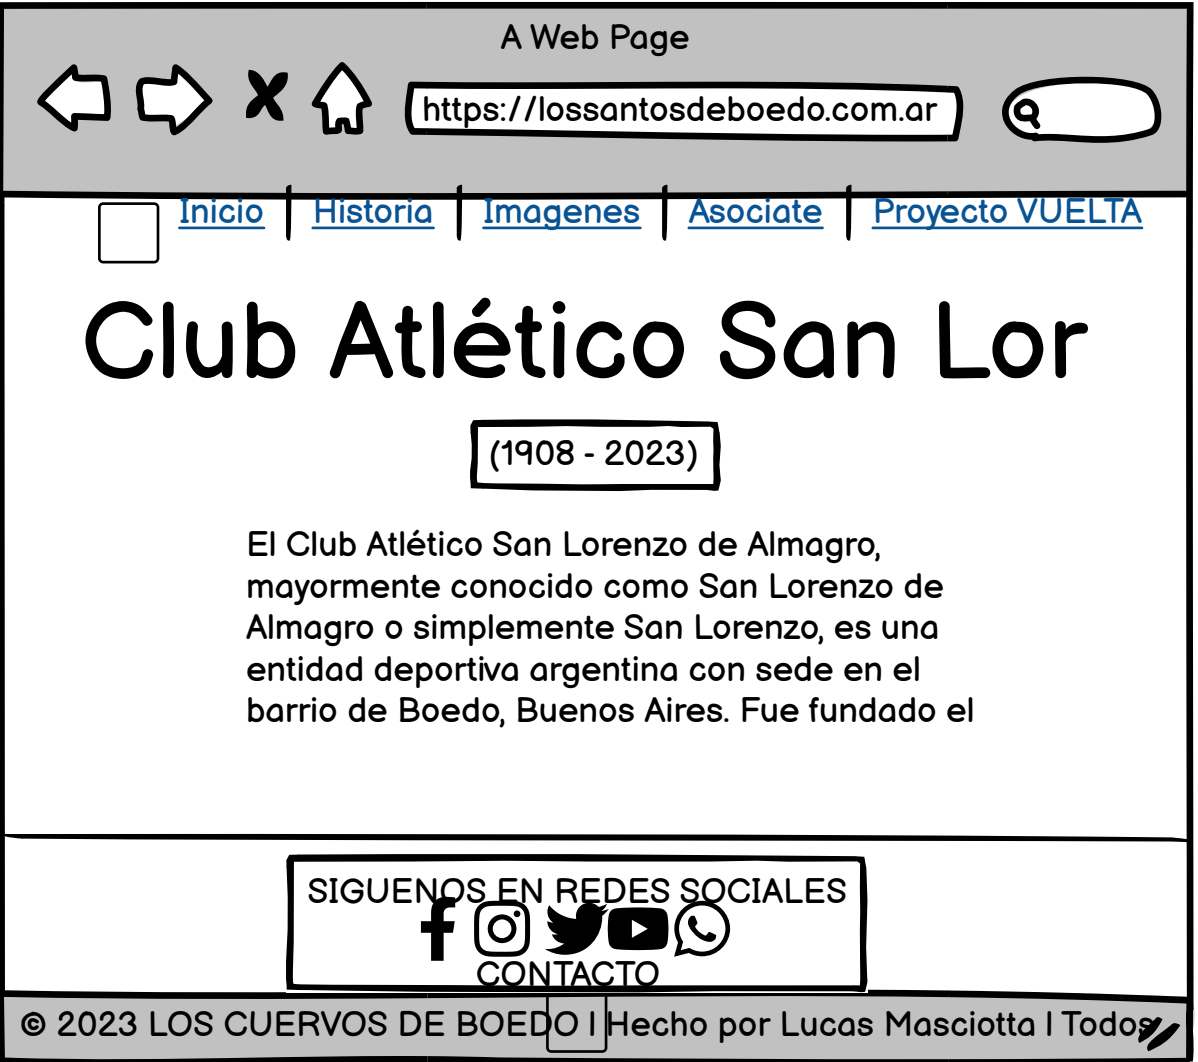 A Web Page
https://lossantosdeboedo.com.ar
Inicio | Historia | Imagenes | Asociate | Proyecto VUELTA
Club Atlético San Lor
(1908 - 2023)
El Club Atlético San Lorenzo de Almagro,
mayormente conocido como San Lorenzo de
Almagro o simplemente San Lorenzo, es una
entidad deportiva argentina con sede en el
barrio de Boedo, Buenos Aires. Fue fundado el
SIGUENOS EN REDES SOCIALES
CONTACTO
© 2023 LOS CUERVOS DE BOEDO | Hecho por Lucas Masciotta | Todos